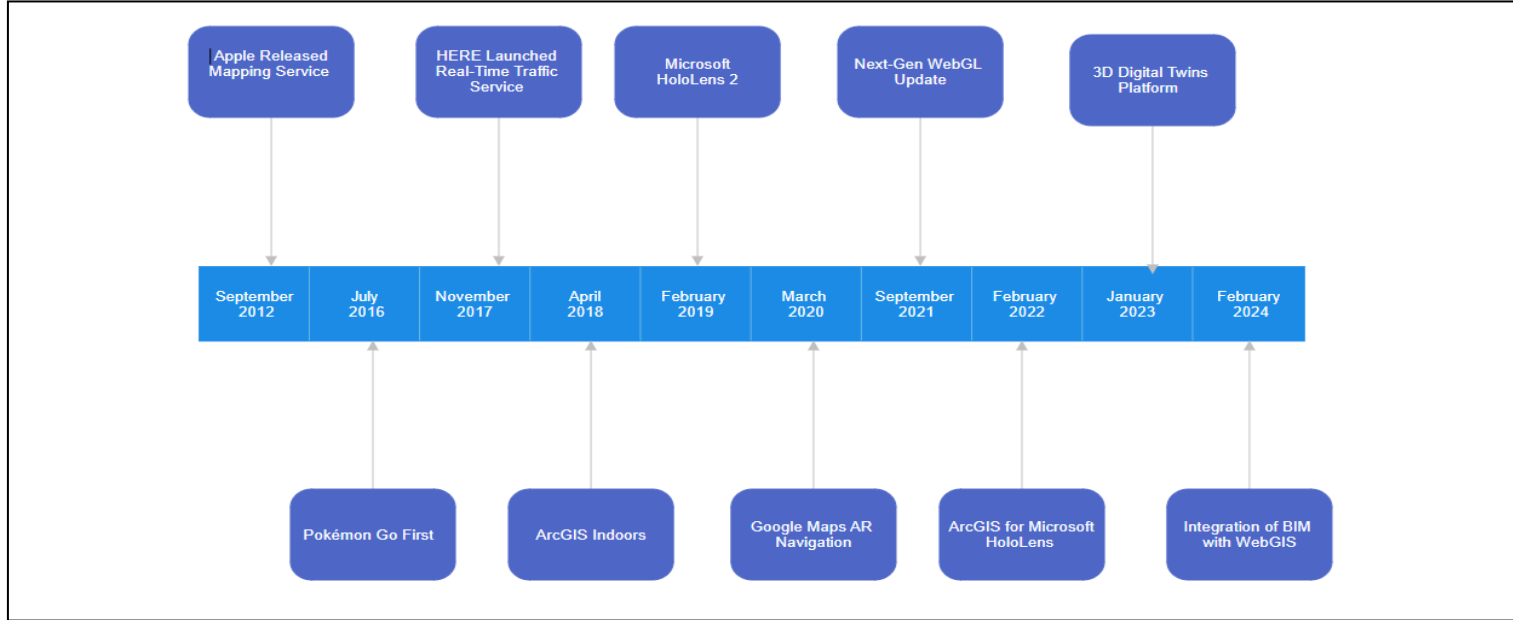 Apple Released
Mapping Service
HERE Launched
Real-Time Traffic
Service
Microsoft
HoloLens 2
Next-Gen WebGL
Update
3D Digital Twins
Platform
September
2012
July
2016
November
2017
April
2018
February
2019
March
2020
September
2021
February
2022
January
2023
February
2024
Pokémon Go First
ArcGIS Indoors
Google Maps AR
Navigation
ArcGIS for Microsoft
HoloLens
Integration of BIM
with WebGIS